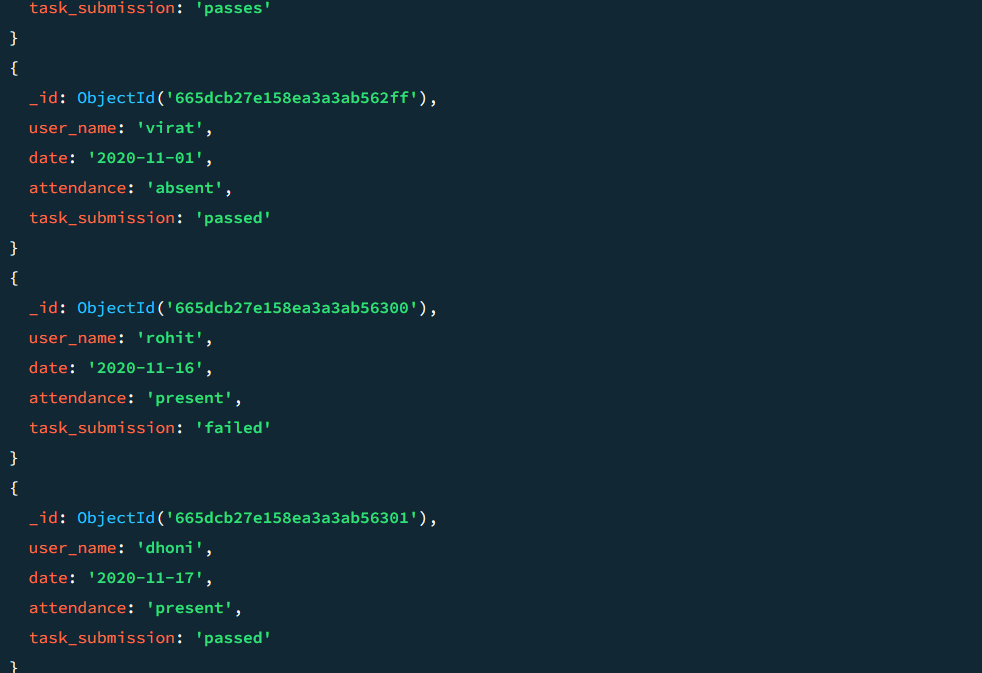 task_submission: 'passes'
}
{
_id: ObjectId('665dcb27e158ea3a3ab562ff'),
user_name: 'virat',
date: '2020-11-01',
attendance: 'absent',
task_submission: 'passed'
}
{
_id: ObjectId('665dcb27e158ea3a3ab56300'),
user_name: 'rohit',
date: '2020-11-16',
attendance: 'present',
task_submission: 'failed'
}
{
_id: ObjectId('665dcb27e158ea3a3ab56301'),
user_name: 'dhoni',
date: '2020-11-17',
attendance: 'present',
task_submission: 'passed'
}